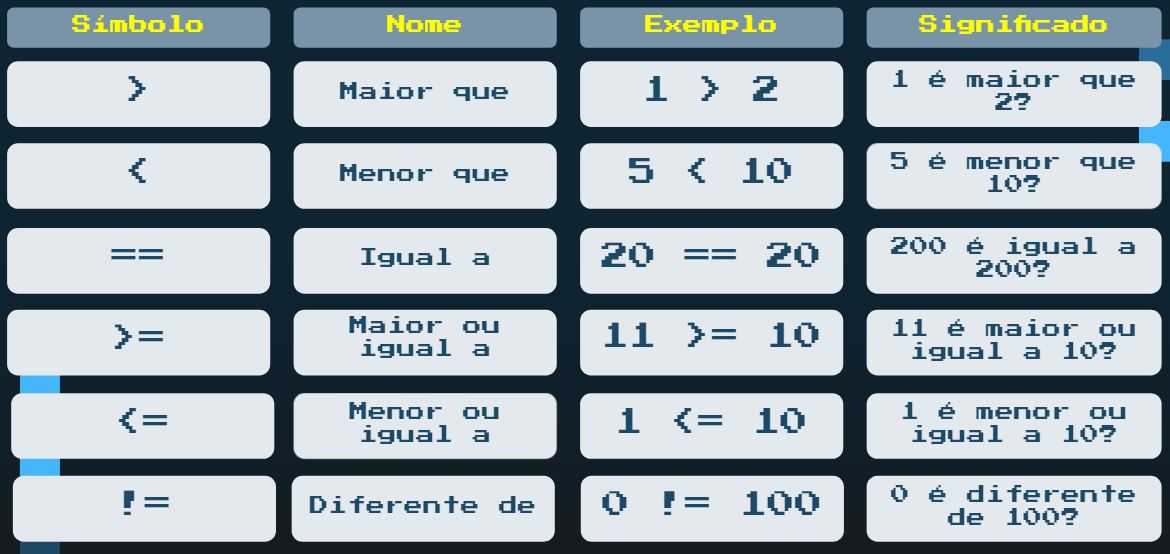 Símbolo Nome Exemplo Significado
> Maior que 1 > 2 1 é maior que
2?
< Menor que 5 < 10 5 é menor que
10?
== Igual a 20 == 20 200 é igual a
200?
>= Maior ou
igual a 11 >= 10 11 é maior ou
igual a 10?
<= Menor ou
igual a 1 <= 10 1 é menor ou
igual a 10?
!= Diferente de 0 != 100 0 é diferente
de 100?